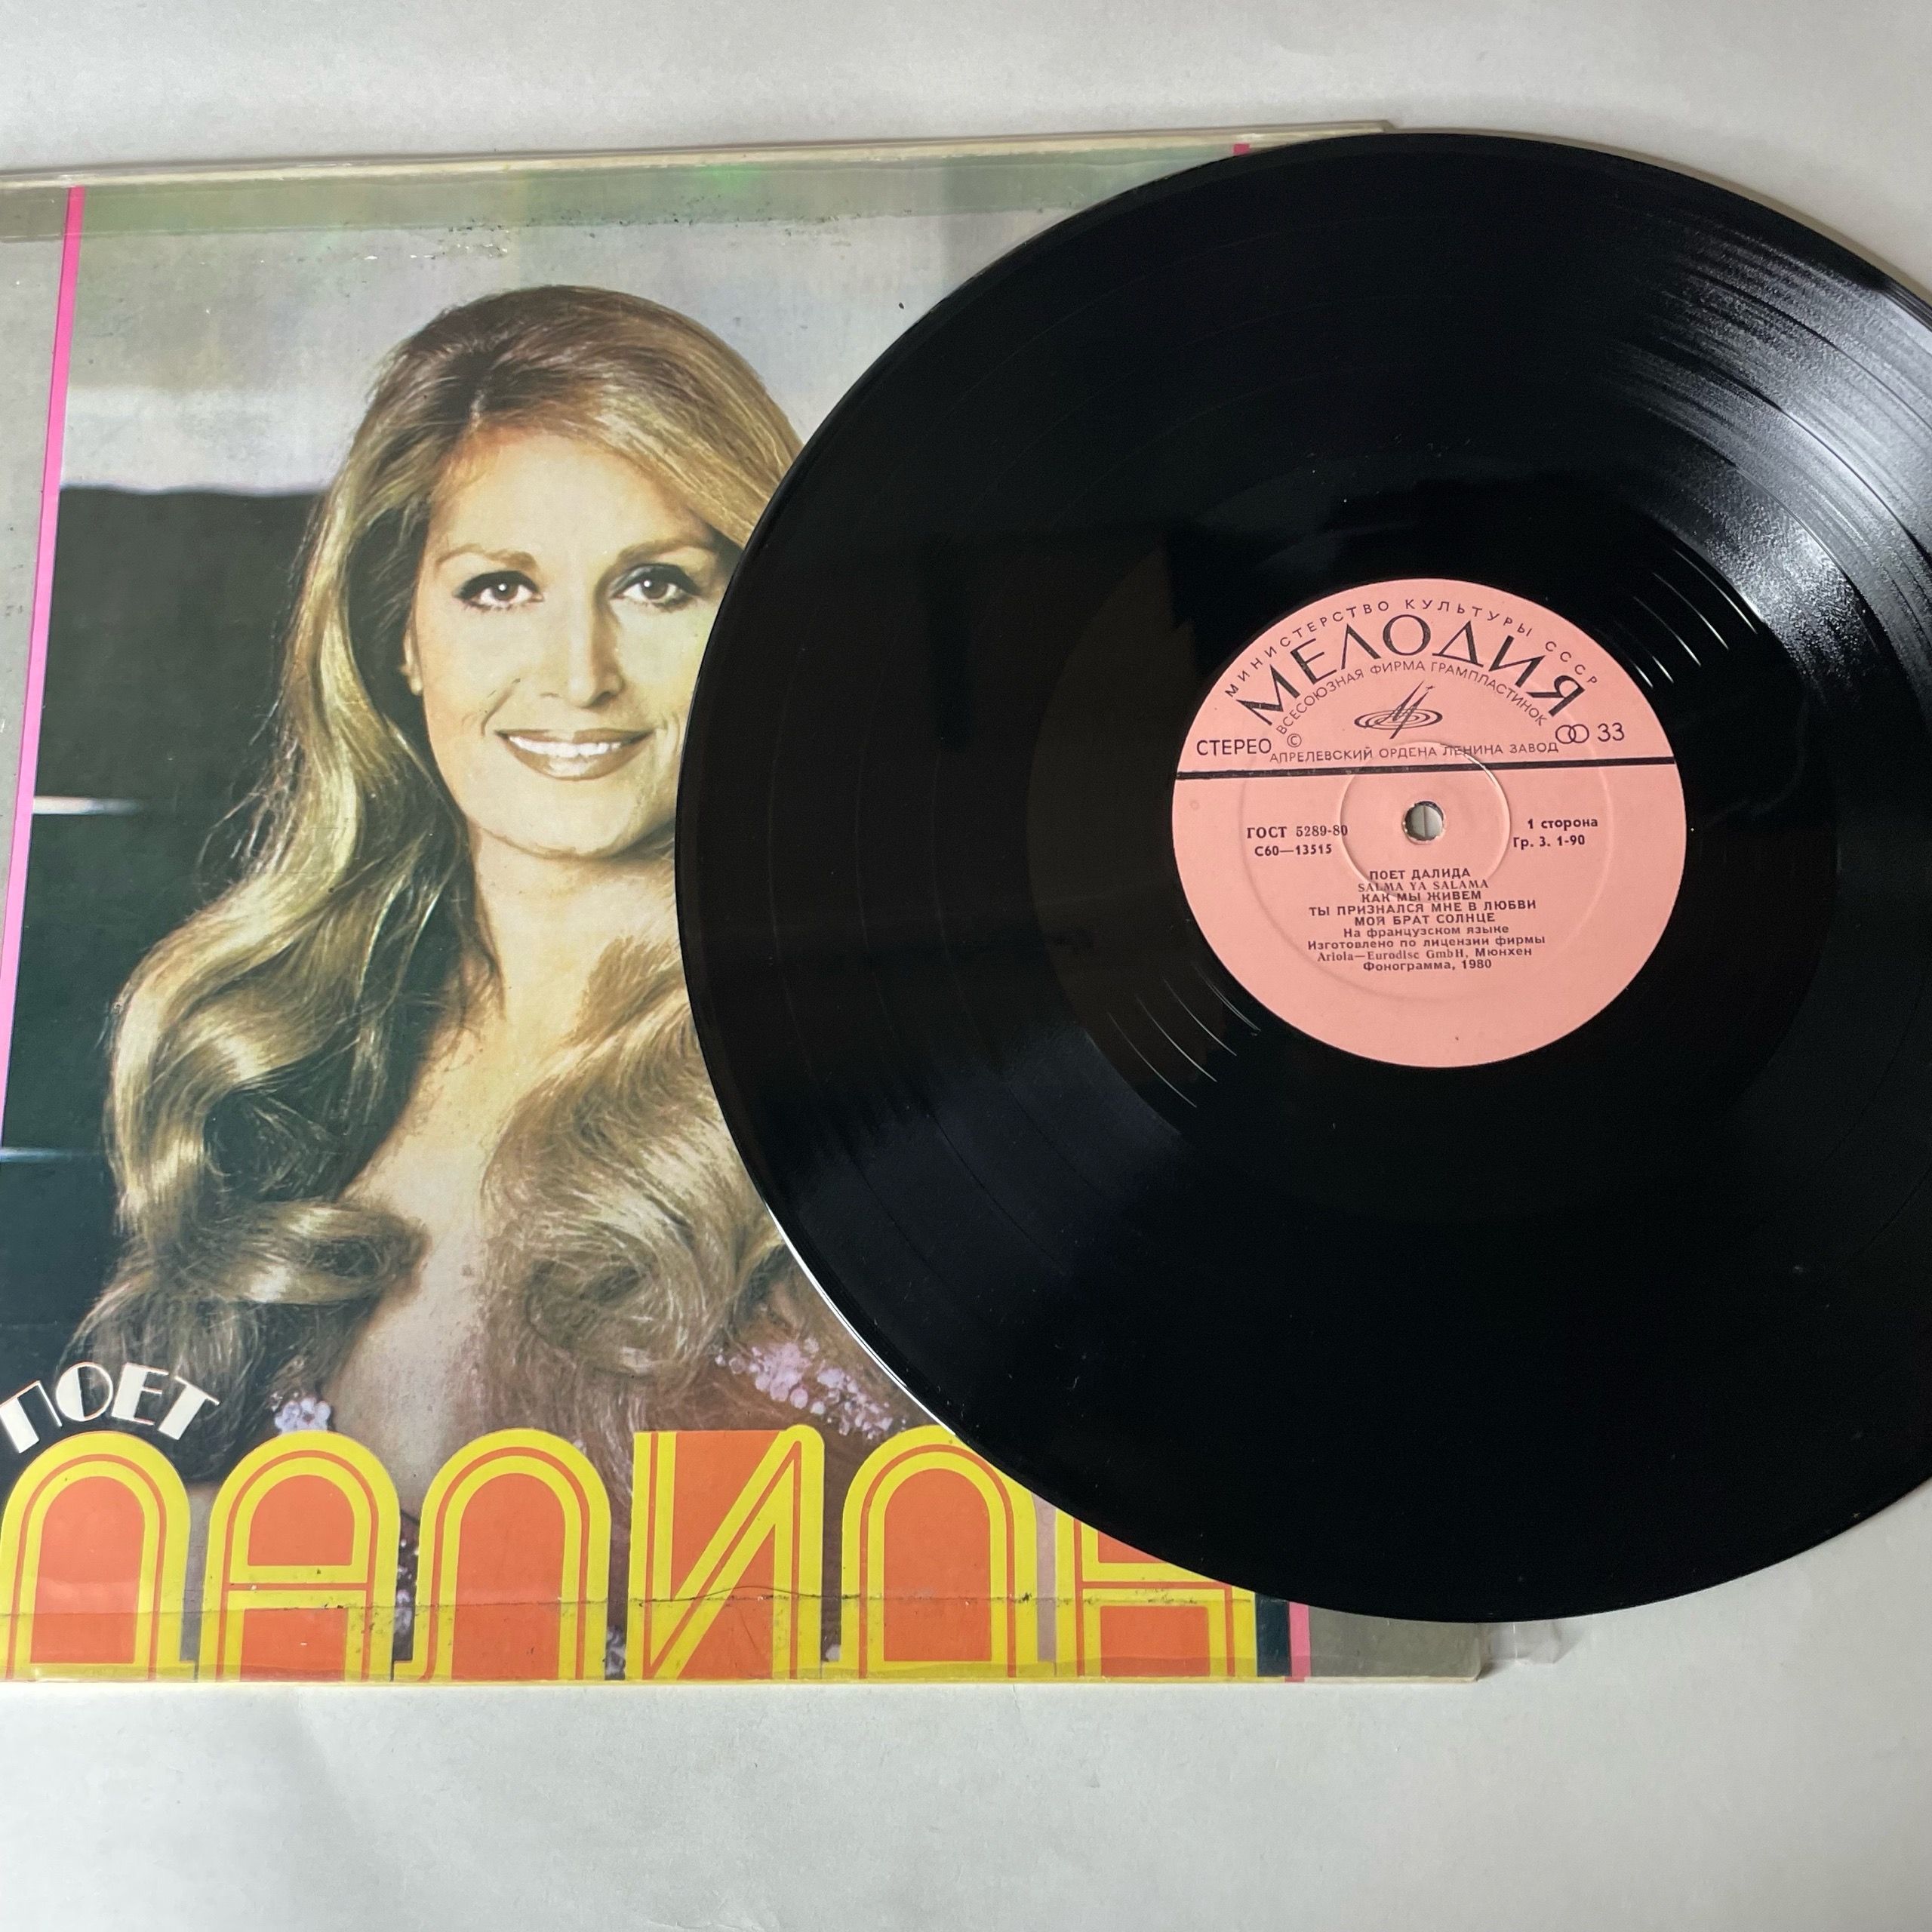 ПОЕТ
ДАЛИДА
МИНИСТЕРСТВО КУЛЬТУРЫ СССР
МЕЛОДИЯ
ВСЕСОЮЗНАЯ ФИРМА ГРАМПЛАСТИНОК
СТЕРЕО © 33
АПРЕЛЕВСКИЙ ОРДЕНА ЛЕНИНА ЗАВОД
ГОСТ 5289-80 1 сторона
С60—13515 Гр. 3. 1-90
ПОЕТ ДАЛИДА
SALMA YA SALAMA
КАК МЫ ЖИВЕМ
ТЫ ПРИЗНАЛСЯ МНЕ В ЛЮБВИ
МОЙ БРАТ СОЛНЦЕ
На французском языке
Изготовлено по лицензии фирмы
Ariola—Eurodisc GmbH, Мюнхен
Фонограмма, 1980